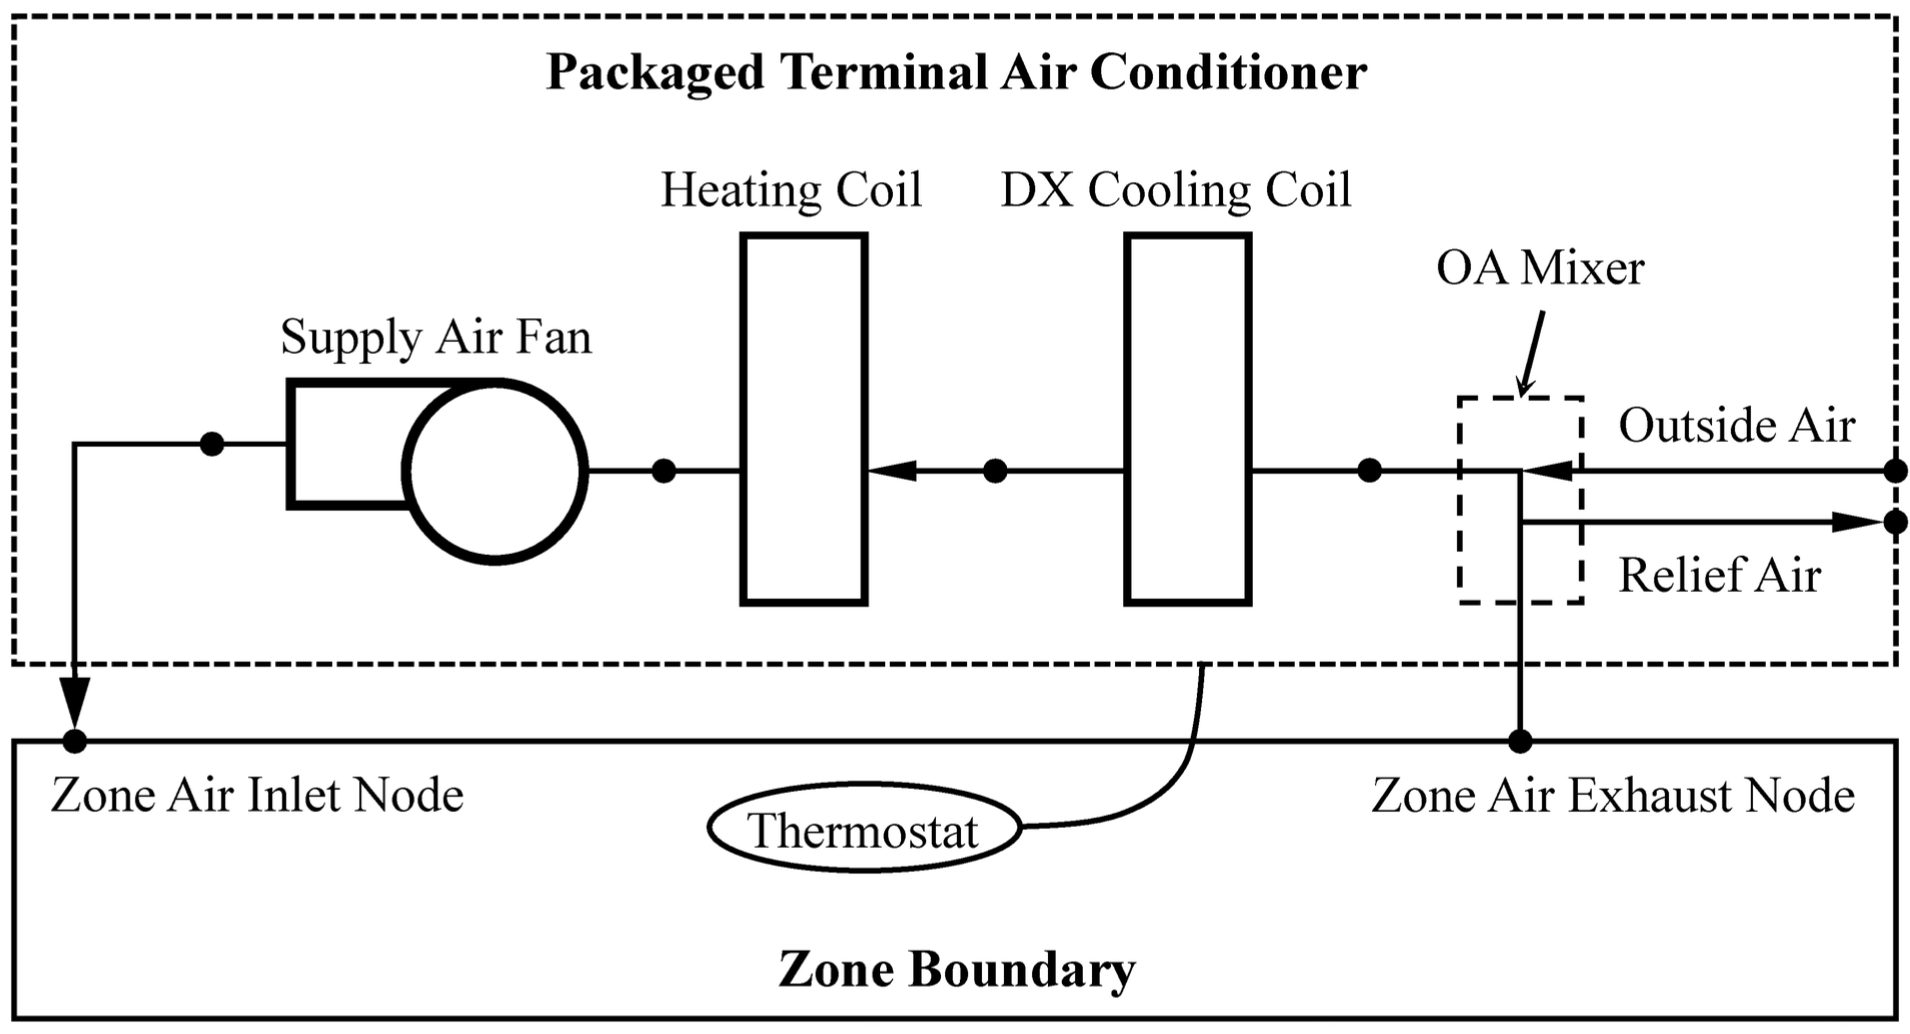 Packaged Terminal Air Conditioner
Heating Coil
DX Cooling Coil
OA Mixer
Supply Air Fan
Outside Air
Relief Air
Zone Air Inlet Node
Thermostat
Zone Air Exhaust Node
Zone Boundary